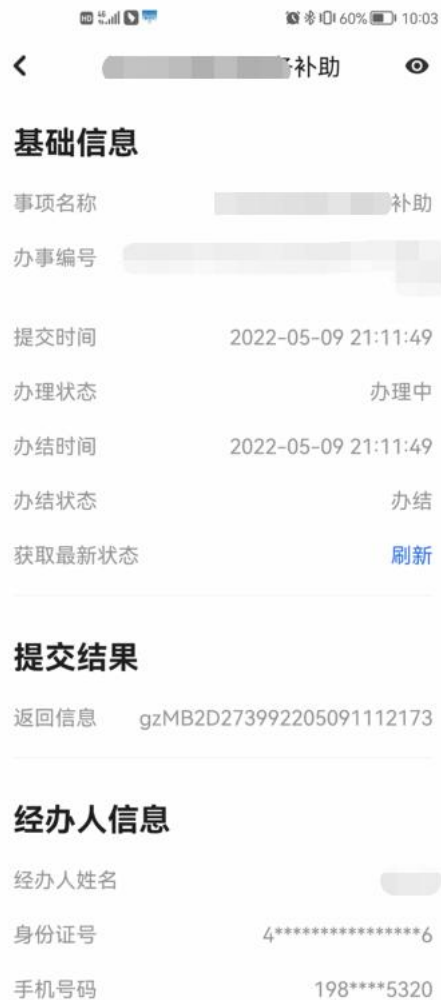 HD 60% 10:03
补助
基础信息
事项名称 补助
办事编号
提交时间 2022-05-09 21:11:49
办理状态 办理中
办结时间 2022-05-09 21:11:49
办结状态 办结
获取最新状态 刷新
提交结果
返回信息 gzMB2D273992205091112173
经办人信息
经办人姓名
身份证号 4****************6
手机号码 198****5320